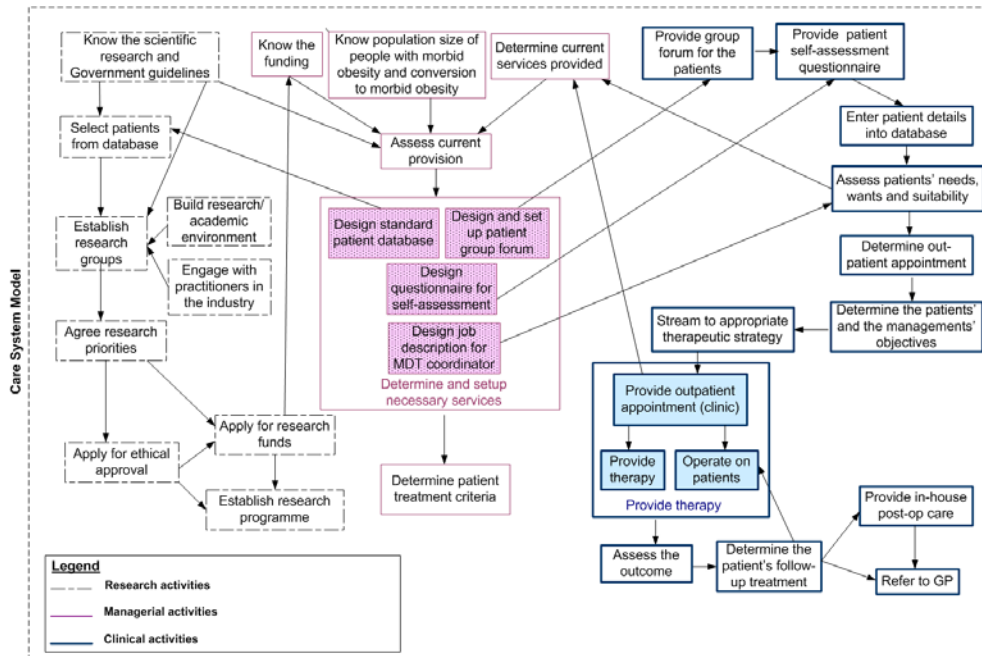 Know the scientific
research and
Government guidelines
Know the
funding
Know population size of
people with morbid
obesity and conversion
to morbid obesity
Determine current
services provided
Provide group
forum for the
patients
Provide patient
self-assessment
questionnaire
Select patients
from database
Assess current
provision
Enter patient details
into database
Assess patients' needs,
wants and suitability
Build research/
academic
environment
Establish
research
groups
Engage with
practitioners in
the industry
Design standard
patient database
Design and set
up patient
group forum
Design
questionnaire for
self-assessment
Design job
description for
MDT coordinator
Determine and setup
necessary services
Determine out-
patient appointment
Determine the patients'
and the managements'
objectives
Stream to appropriate
therapeutic strategy
Agree research
priorities
Provide outpatient
appointment (clinic)
Provide
therapy
Operate on
patients
Provide therapy
Apply for research
funds
Apply for ethical
approval
Establish research
programme
Determine patient
treatment criteria
Provide in-house
post-op care
Assess the
outcome
Determine the
patient's follow-
up treatment
Refer to GP
Care System Model
Legend
Research activities
Managerial activities
Clinical activities